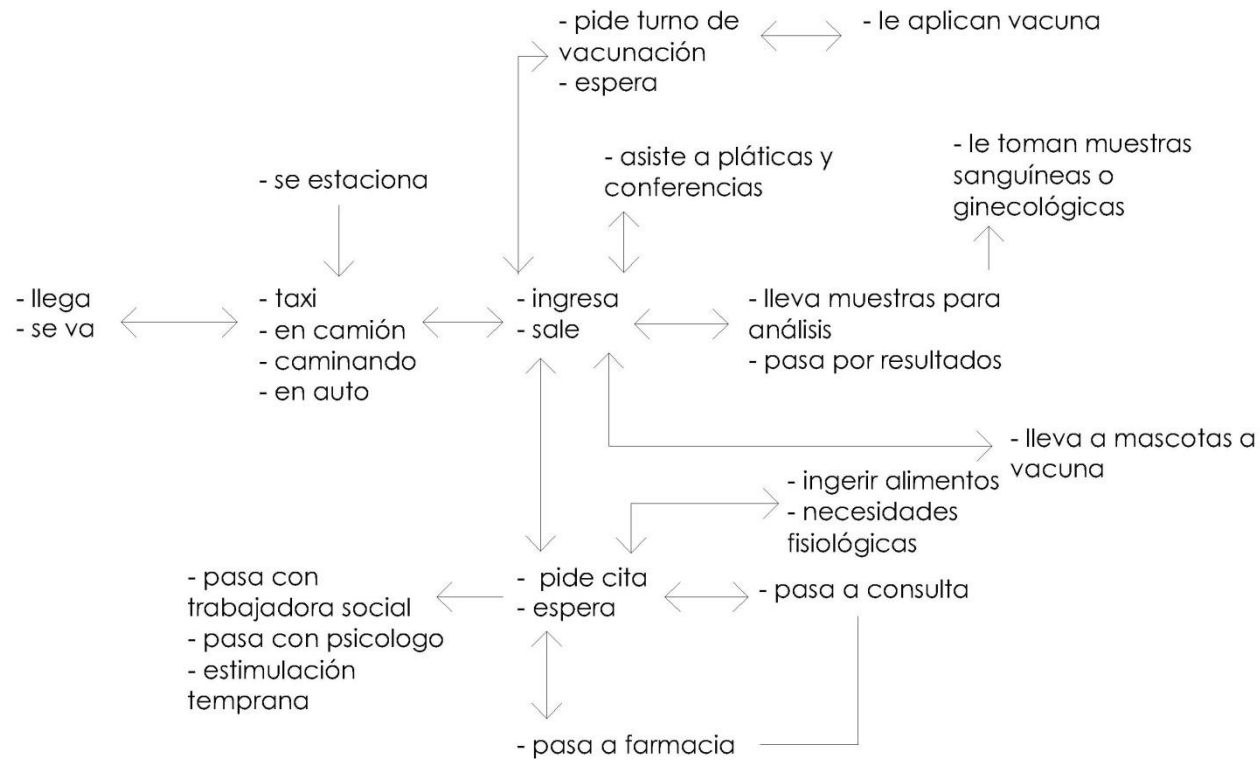 - pide turno de
vacunación
- espera
- le aplican vacuna
- asiste a pláticas y
conferencias
- le toman muestras
sanguíneas o
ginecológicas
- se estaciona
- llega
- se va
- taxi
- en camión
- caminando
- en auto
- ingresa
- sale
- lleva muestras para
análisis
- pasa por resultados
- lleva a mascotas a
vacuna
- ingerir alimentos
- necesidades
fisiológicas
- pasa con
trabajadora social
- pasa con psicologo
- estimulación
temprana
- pide cita
- espera
- pasa a consulta
- pasa a farmacia